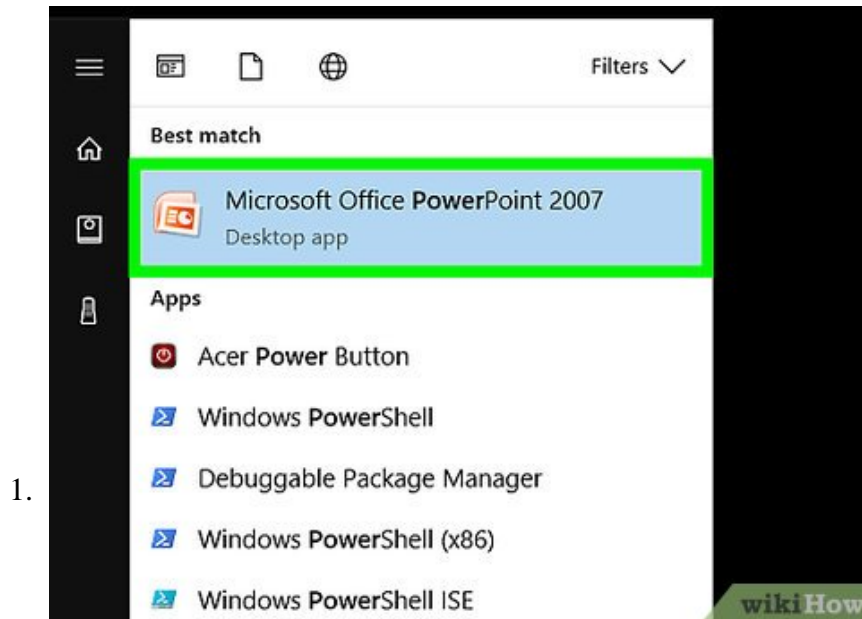 Filters
Best match
Microsoft Office PowerPoint 2007
Desktop app
Apps
Acer Power Button
Windows PowerShell
1.
Debuggable Package Manager
Windows PowerShell (x86)
Windows PowerShell ISE
wikiHow